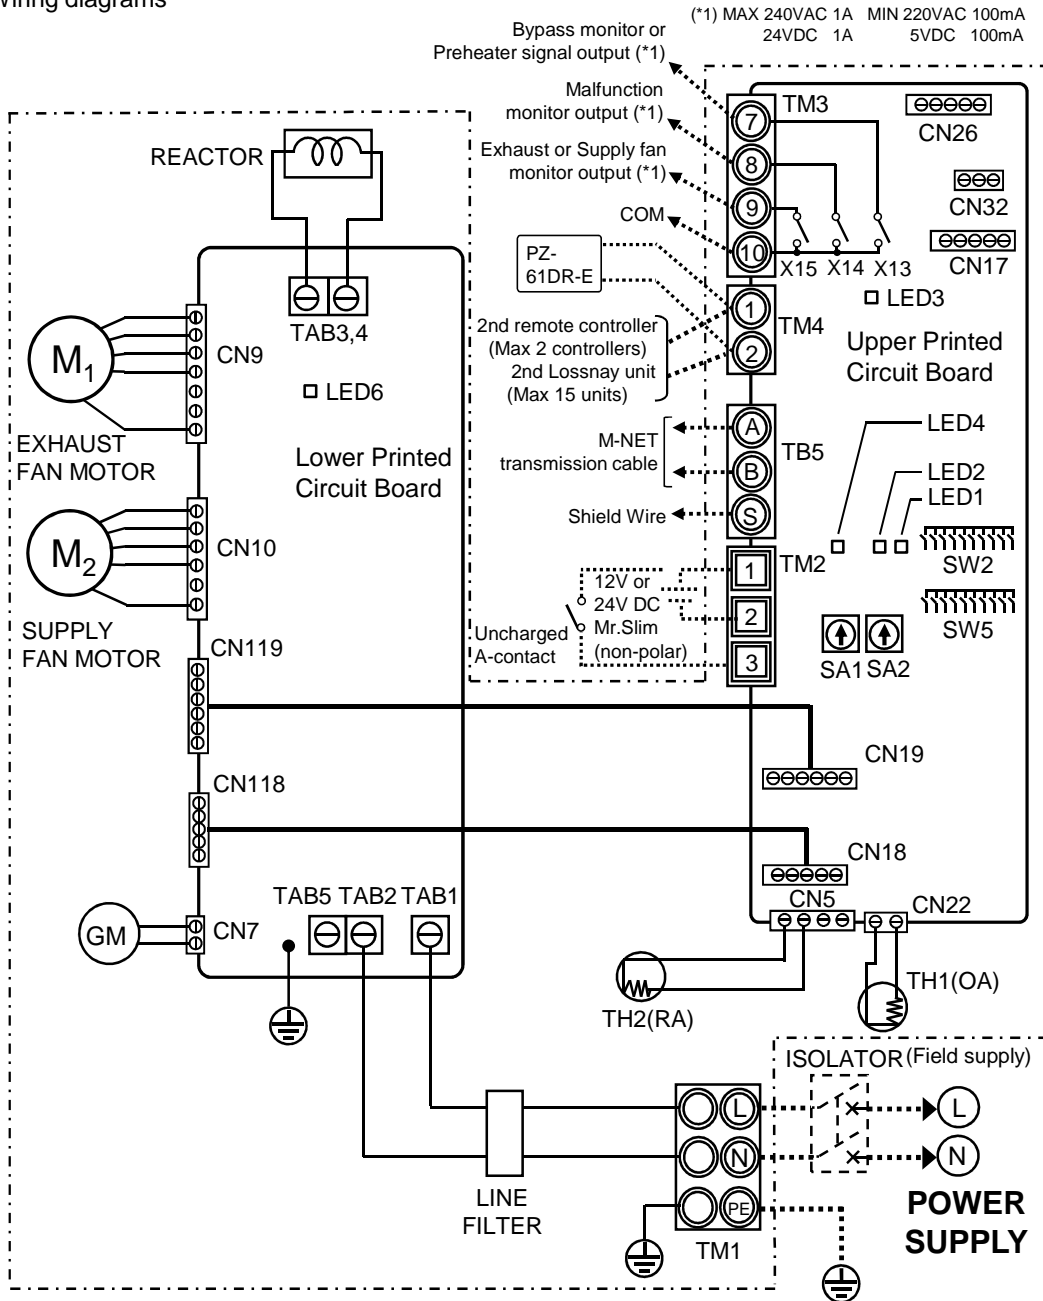 Wiring diagrams
(*1) MAX 240VAC 1A MIN 220VAC 100mA
24VDC 1A 5VDC 100mA
Bypass monitor or
Preheater signal output (*1)
Malfunction
monitor output (*1)
Exhaust or Supply fan
monitor output (*1)
COM
7
8
9
10
TM3
X15 X14 X13
CN26
CN32
CN17
LED3
PZ-
61DR-E
1
2
TM4
2nd remote controller
(Max 2 controllers)
2nd Lossnay unit
(Max 15 units)
Upper Printed
Circuit Board
M-NET
transmission cable
Shield Wire
A
B
S
TB5
LED4
LED2
LED1
SW2
SW5
SA1 SA2
1
2
3
TM2
12V or
24V DC
Mr.Slim
(non-polar)
Uncharged
A-contact
REACTOR
TAB3,4
LED6
Lower Printed
Circuit Board
M1
EXHAUST
FAN MOTOR
CN9
M2
SUPPLY
FAN MOTOR
CN10
CN119
CN118
CN19
CN18
CN5
CN22
GM
CN7
TAB5 TAB2 TAB1
TH2(RA)
TH1(OA)
ISOLATOR (Field supply)
LINE
FILTER
L
N
PE
TM1
L
N
POWER
SUPPLY